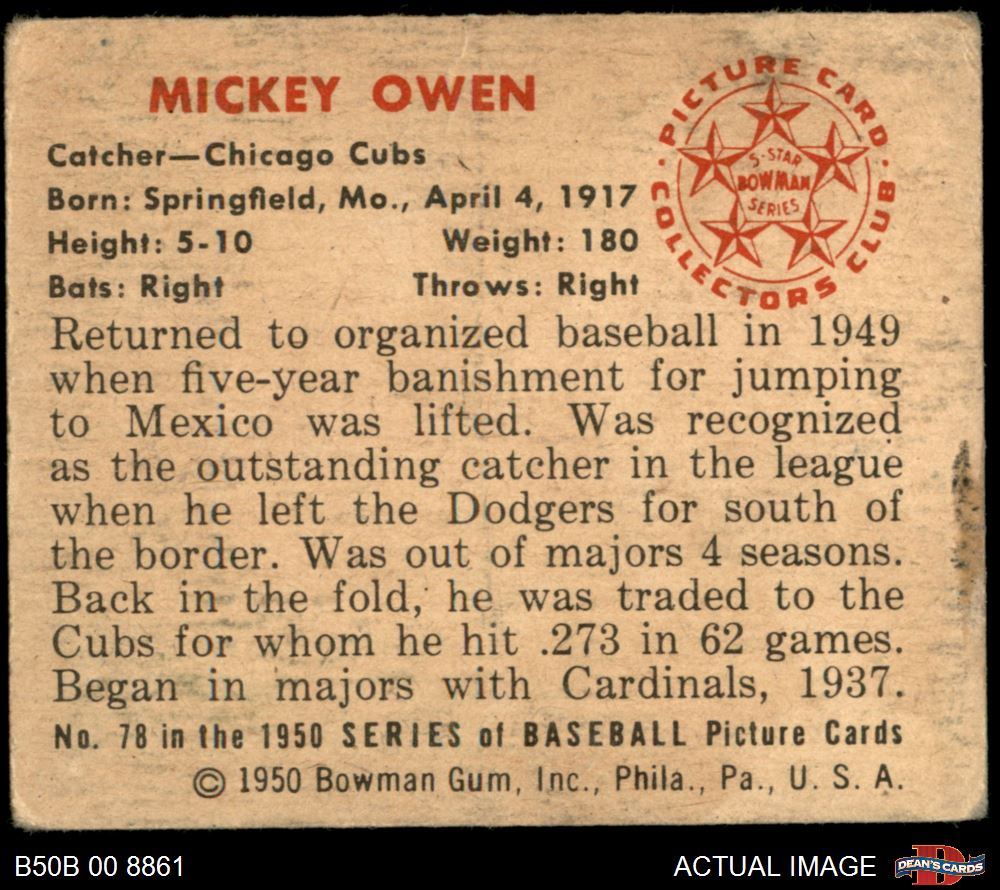 MICKEY OWEN
Catcher—Chicago Cubs
Born: Springfield, Mo., April 4, 1917
Height: 5-10 Weight: 180
Bats: Right Throws: Right
PICTURE CARD COLLECTORS CLUB
5-STAR
BOWMAN
SERIES
Returned to organized baseball in 1949
when five-year banishment for jumping
to Mexico was lifted. Was recognized
as the outstanding catcher in the league
when he left the Dodgers for south of
the border. Was out of majors 4 seasons.
Back in the fold, he was traded to the
Cubs for whom he hit .273 in 62 games.
Began in majors with Cardinals, 1937.
No. 78 in the 1950 SERIES of BASEBALL Picture Cards
© 1950 Bowman Gum, Inc., Phila., Pa., U. S. A.
B50B 00 8861
ACTUAL IMAGE
D
DEAN'S CARDS